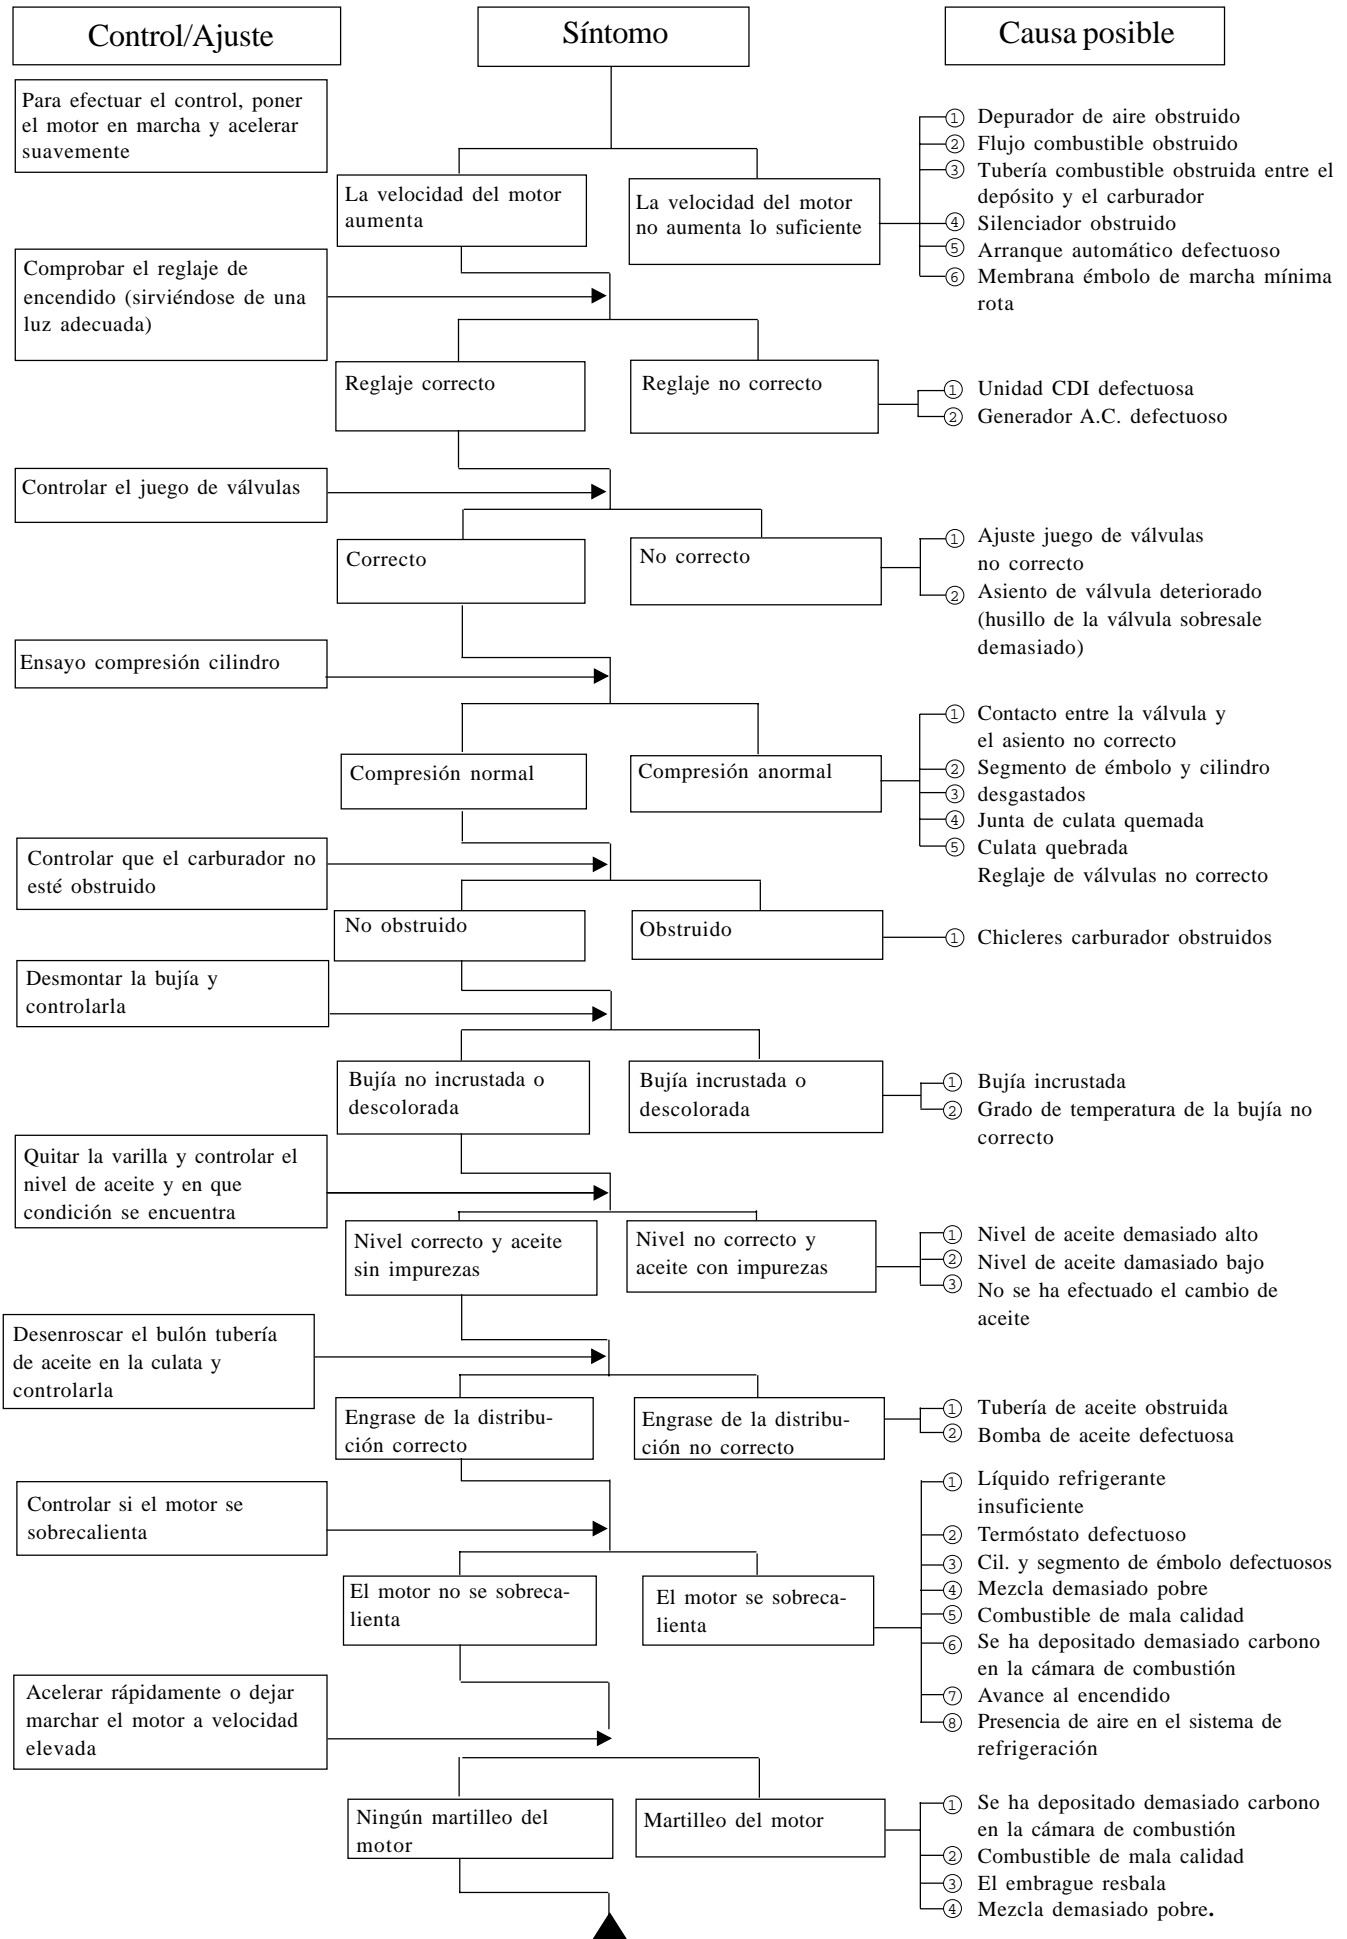 Control/Ajuste
Síntomo
Causa posible
Para efectuar el control, poner
el motor en marcha y acelerar
suavemente
La velocidad del motor
aumenta
La velocidad del motor
no aumenta lo suficiente
1 Depurador de aire obstruido
2 Flujo combustible obstruido
3 Tubería combustible obstruida entre el
depósito y el carburador
4 Silenciador obstruido
5 Arranque automático defectuoso
6 Membrana émbolo de marcha mínima
rota
Comprobar el reglaje de
encendido (sirviéndose de una
luz adecuada)
Reglaje correcto
Reglaje no correcto
1 Unidad CDI defectuosa
2 Generador A.C. defectuoso
Controlar el juego de válvulas
Correcto
No correcto
1 Ajuste juego de válvulas
no correcto
2 Asiento de válvula deteriorado
(husillo de la válvula sobresale
demasiado)
Ensayo compresión cilindro
Compresión normal
Compresión anormal
1 Contacto entre la válvula y
el asiento no correcto
2 Segmento de émbolo y cilindro
3 desgastados
4 Junta de culata quemada
5 Culata quebrada
Reglaje de válvulas no correcto
Controlar que el carburador no
esté obstruido
No obstruido
Obstruido
1 Chicleres carburador obstruidos
Desmontar la bujía y
controlarla
Bujía no incrustada o
descolorada
Bujía incrustada o
descolorada
1 Bujía incrustada
2 Grado de temperatura de la bujía no
correcto
Quitar la varilla y controlar el
nivel de aceite y en que
condición se encuentra
Nivel correcto y aceite
sin impurezas
Nivel no correcto y
aceite con impurezas
1 Nivel de aceite demasiado alto
2 Nivel de aceite damasiado bajo
3 No se ha efectuado el cambio de
aceite
Desenroscar el bulón tubería
de aceite en la culata y
controlarla
Engrase de la distribu-
ción correcto
Engrase de la distribu-
ción no correcto
1 Tubería de aceite obstruida
2 Bomba de aceite defectuosa
Controlar si el motor se
sobrecalienta
El motor no se sobreca-
lienta
El motor se sobreca-
lienta
1 Líquido refrigerante
insuficiente
2 Termóstato defectuoso
3 Cil. y segmento de émbolo defectuosos
4 Mezcla demasiado pobre
5 Combustible de mala calidad
6 Se ha depositado demasiado carbono
en la cámara de combustión
7 Avance al encendido
8 Presencia de aire en el sistema de
refrigeración
Acelerar rápidamente o dejar
marchar el motor a velocidad
elevada
Ningún martilleo del
motor
Martilleo del motor
1 Se ha depositado demasiado carbono
en la cámara de combustión
2 Combustible de mala calidad
3 El embrague resbala
4 Mezcla demasiado pobre.